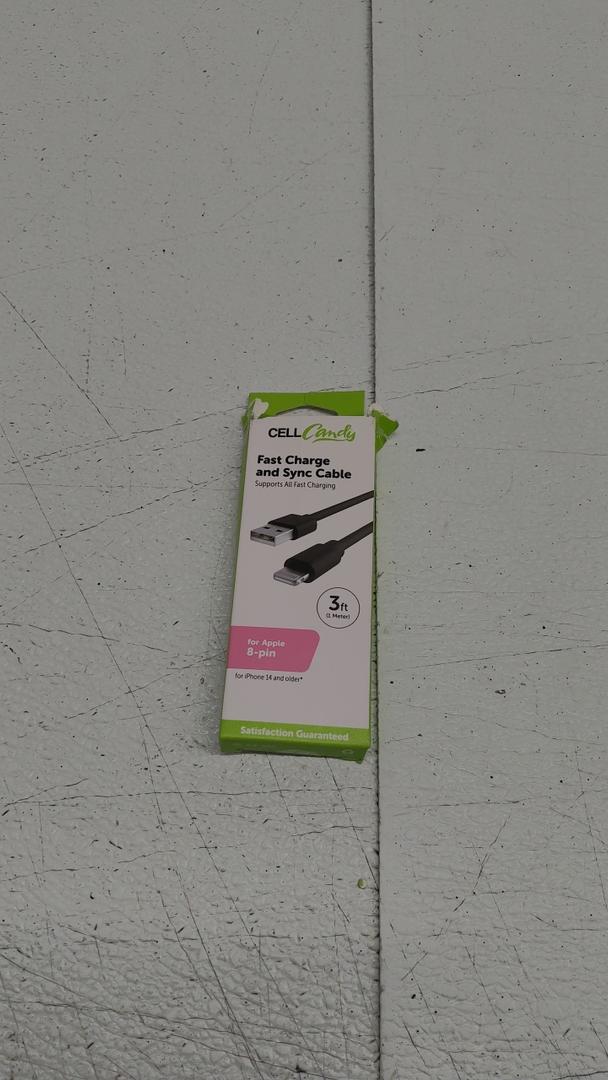 CELL Candy
Fast Charge
and Sync Cable
Supports All Fast Charging
3ft
(1 Meter)
for Apple
8-pin
for iPhone 14 and older*
Satisfaction Guaranteed